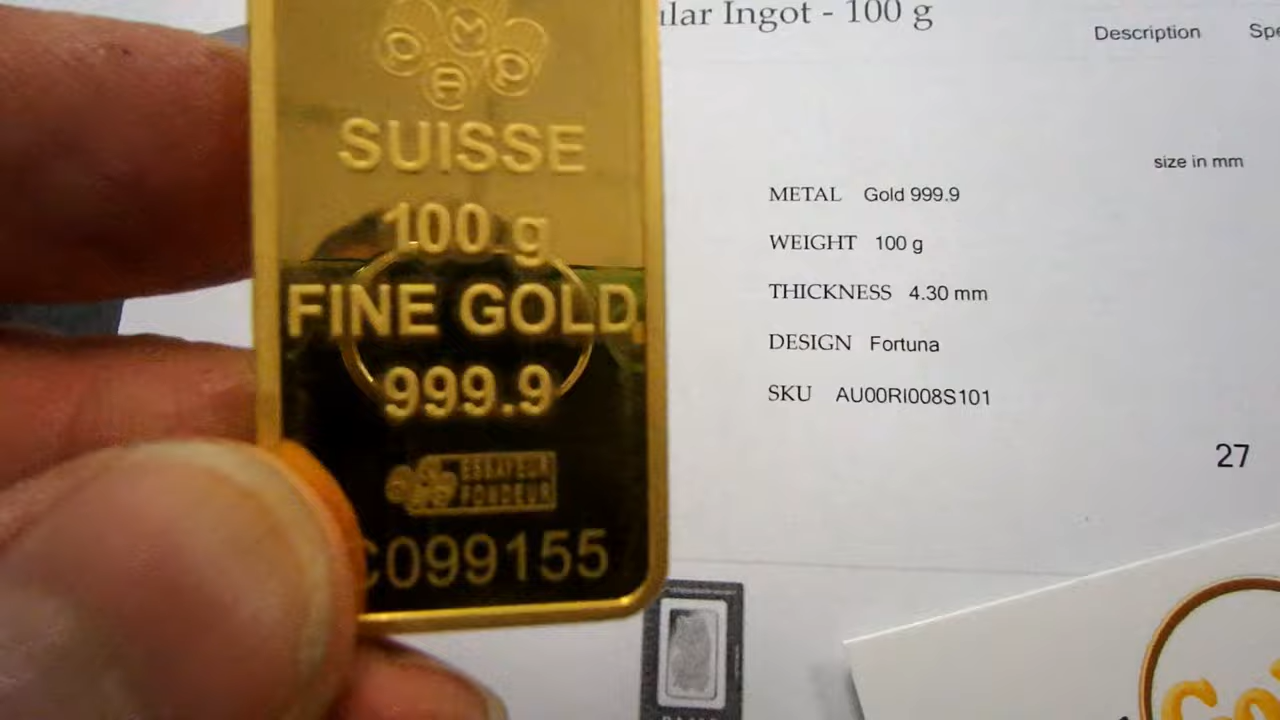 PAMP
SUISSE
100 g
FINE GOLD
999.9
ESSAYEUR
FONDEUR
C099155
Ingot - 100 g
Description
size in mm
METAL Gold 999.9
WEIGHT 100 g
THICKNESS 4.30 mm
DESIGN Fortuna
SKU AU00RI008S101
27